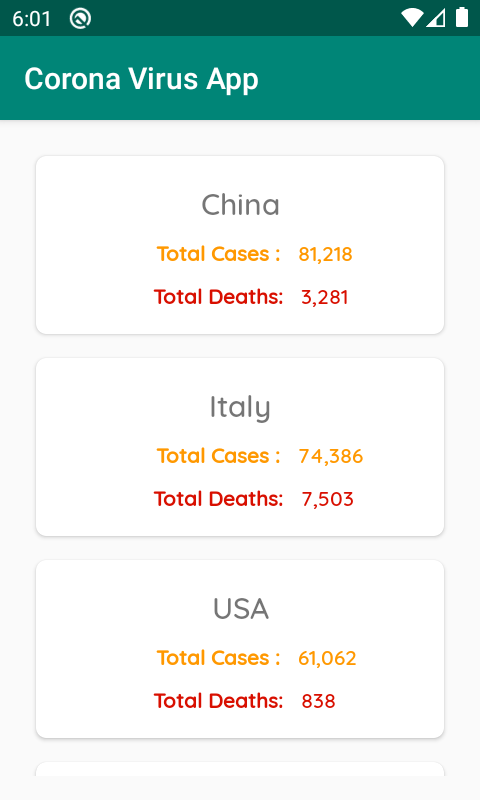 6:01
Corona Virus App
China
Total Cases : 81,218
Total Deaths: 3,281
Italy
Total Cases : 74,386
Total Deaths: 7,503
USA
Total Cases : 61,062
Total Deaths: 838